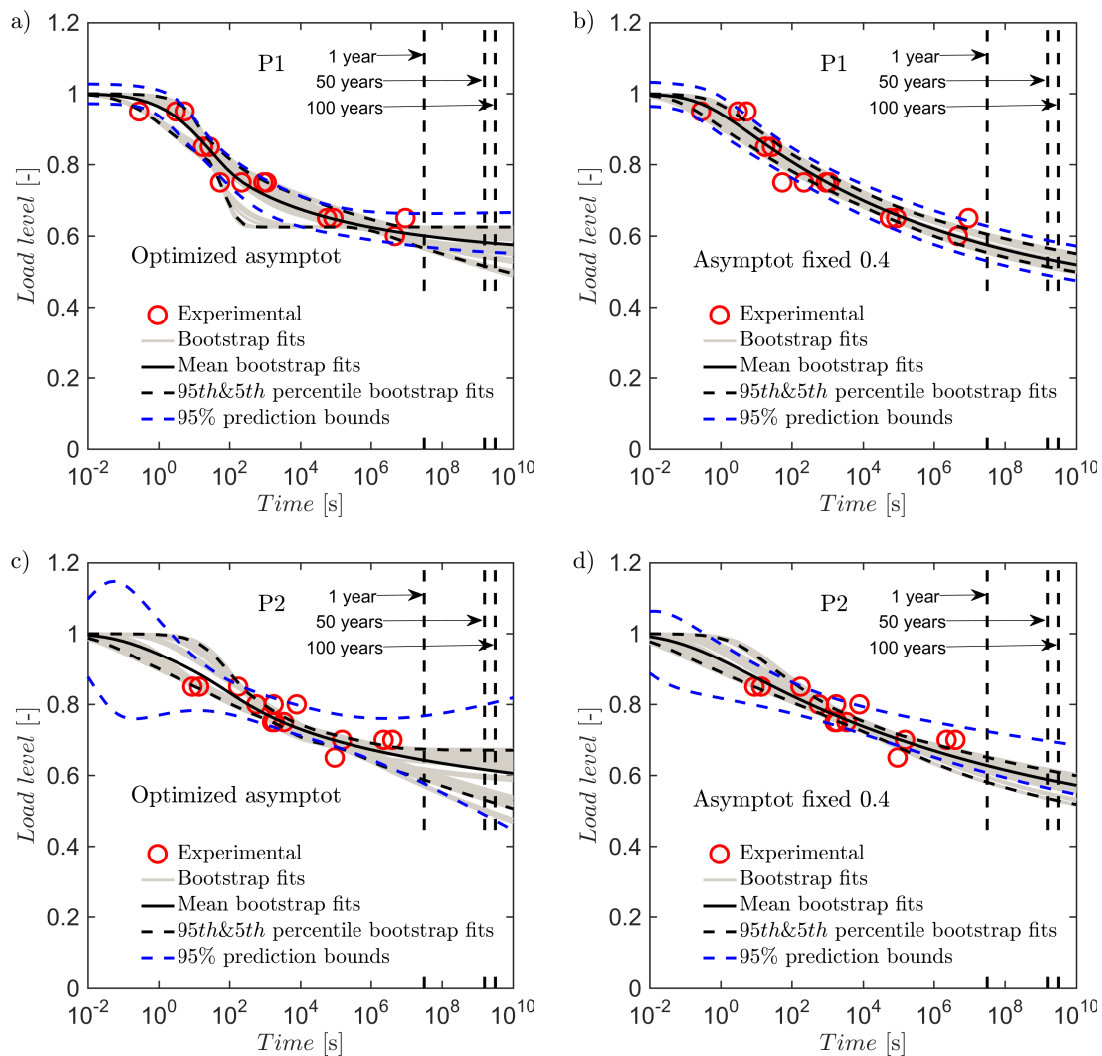 a)
1.2
1
0.8
0.6
0.4
0.2
0
Load level [-]
P1
1 year
50 years
100 years
Optimized asymptot
Experimental
Bootstrap fits
Mean bootstrap fits
95th&5th percentile bootstrap fits
95% prediction bounds
10^-2 10^0 10^2 10^4 10^6 10^8 10^10
Time [s]
b)
1.2
1
0.8
0.6
0.4
0.2
0
Load level [-]
P1
1 year
50 years
100 years
Asymptot fixed 0.4
Experimental
Bootstrap fits
Mean bootstrap fits
95th&5th percentile bootstrap fits
95% prediction bounds
10^-2 10^0 10^2 10^4 10^6 10^8 10^10
Time [s]
c)
1.2
1
0.8
0.6
0.4
0.2
0
Load level [-]
P2
1 year
50 years
100 years
Optimized asymptot
Experimental
Bootstrap fits
Mean bootstrap fits
95th&5th percentile bootstrap fits
95% prediction bounds
10^-2 10^0 10^2 10^4 10^6 10^8 10^10
Time [s]
d)
1.2
1
0.8
0.6
0.4
0.2
0
Load level [-]
P2
1 year
50 years
100 years
Asymptot fixed 0.4
Experimental
Bootstrap fits
Mean bootstrap fits
95th&5th percentile bootstrap fits
95% prediction bounds
10^-2 10^0 10^2 10^4 10^6 10^8 10^10
Time [s]